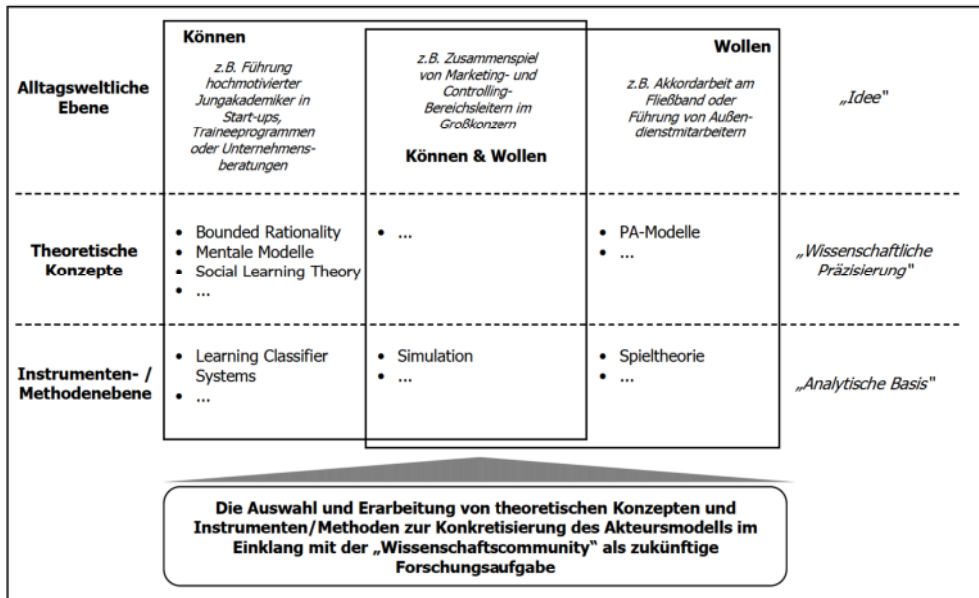 Können
z.B. Führung
hochmotivierter
Jungakademiker in
Start-ups,
Traineeprogrammen
oder Unternehmens-
beratungen
z.B. Zusammenspiel
von Marketing- und
Controlling-
Bereichsleitern im
Großkonzern
Können & Wollen
Wollen
z.B. Akkordarbeit am
Fließband oder
Führung von Außen-
dienstmitarbeitern
Alltagsweltliche
Ebene
„Idee"
Theoretische
Konzepte
• Bounded Rationality
• Mentale Modelle
• Social Learning Theory
• ...
• ...
• PA-Modelle
• ...
„Wissenschaftliche
Präzisierung"
Instrumenten- /
Methodenebene
• Learning Classifier
Systems
• ...
• Simulation
• ...
• Spieltheorie
• ...
„Analytische Basis"
Die Auswahl und Erarbeitung von theoretischen Konzepten und
Instrumenten/Methoden zur Konkretisierung des Akteursmodells im
Einklang mit der „Wissenschaftscommunity“ als zukünftige
Forschungsaufgabe